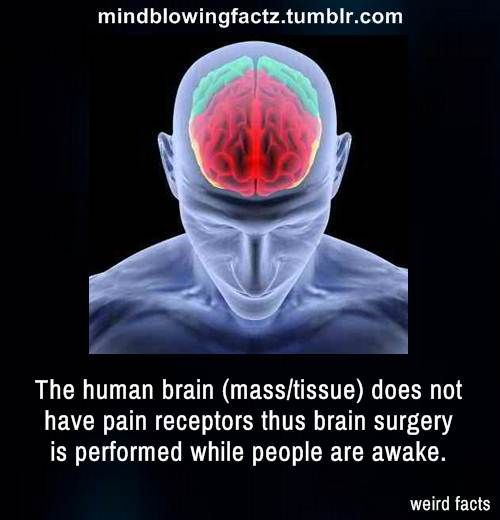 mindblowingfactz.tumblr.com
The human brain (mass/tissue) does not
have pain receptors thus brain surgery
is performed while people are awake.
weird facts